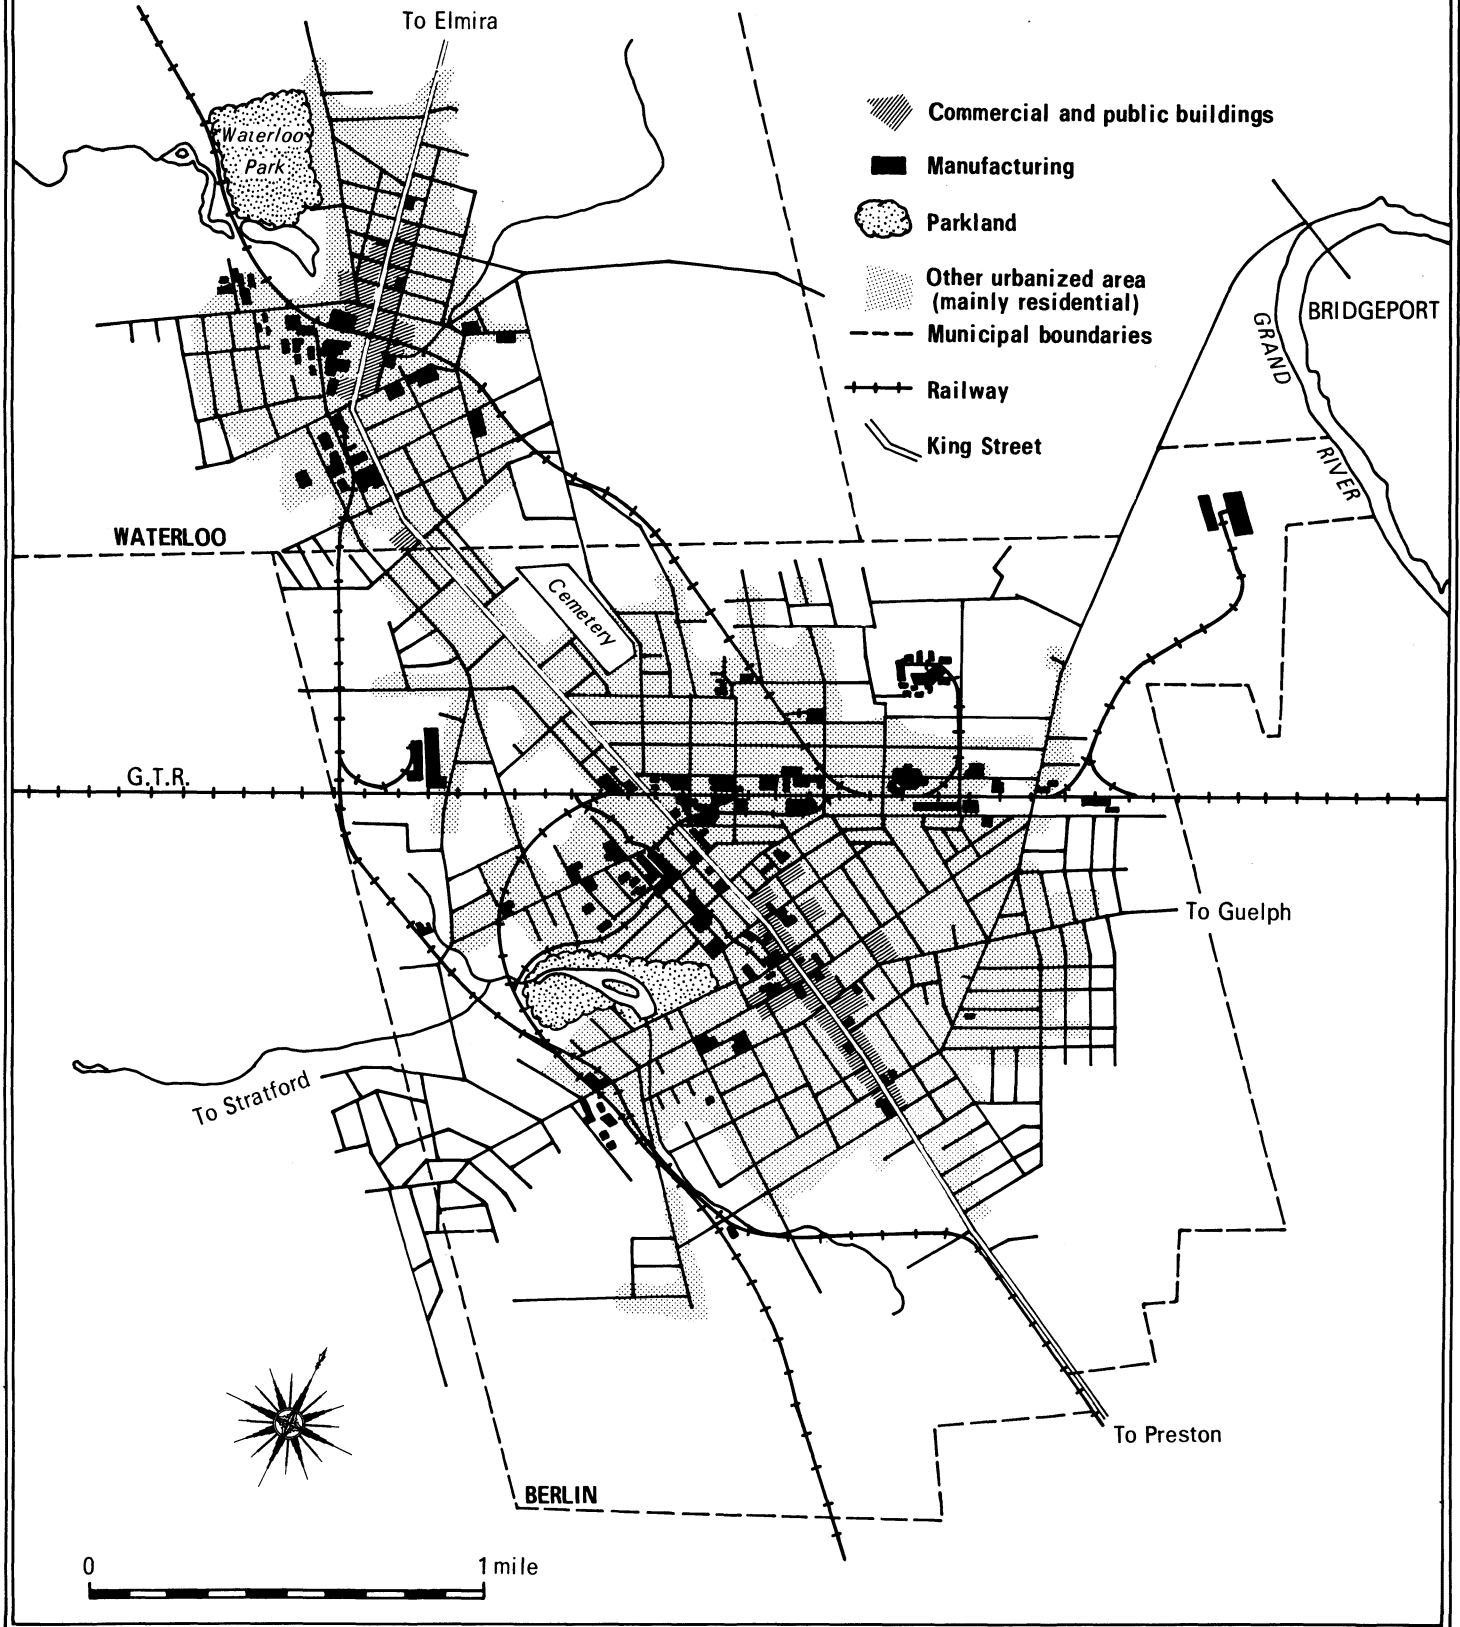 To Elmira
Waterloo
Park
Commercial and public buildings
Manufacturing
Parkland
Other urbanized area
(mainly residential)
Municipal boundaries
Railway
King Street
BRIDGEPORT
GRAND
RIVER
WATERLOO
Cemetery
G.T.R.
To Guelph
To Stratford
To Preston
BERLIN
0 1 mile